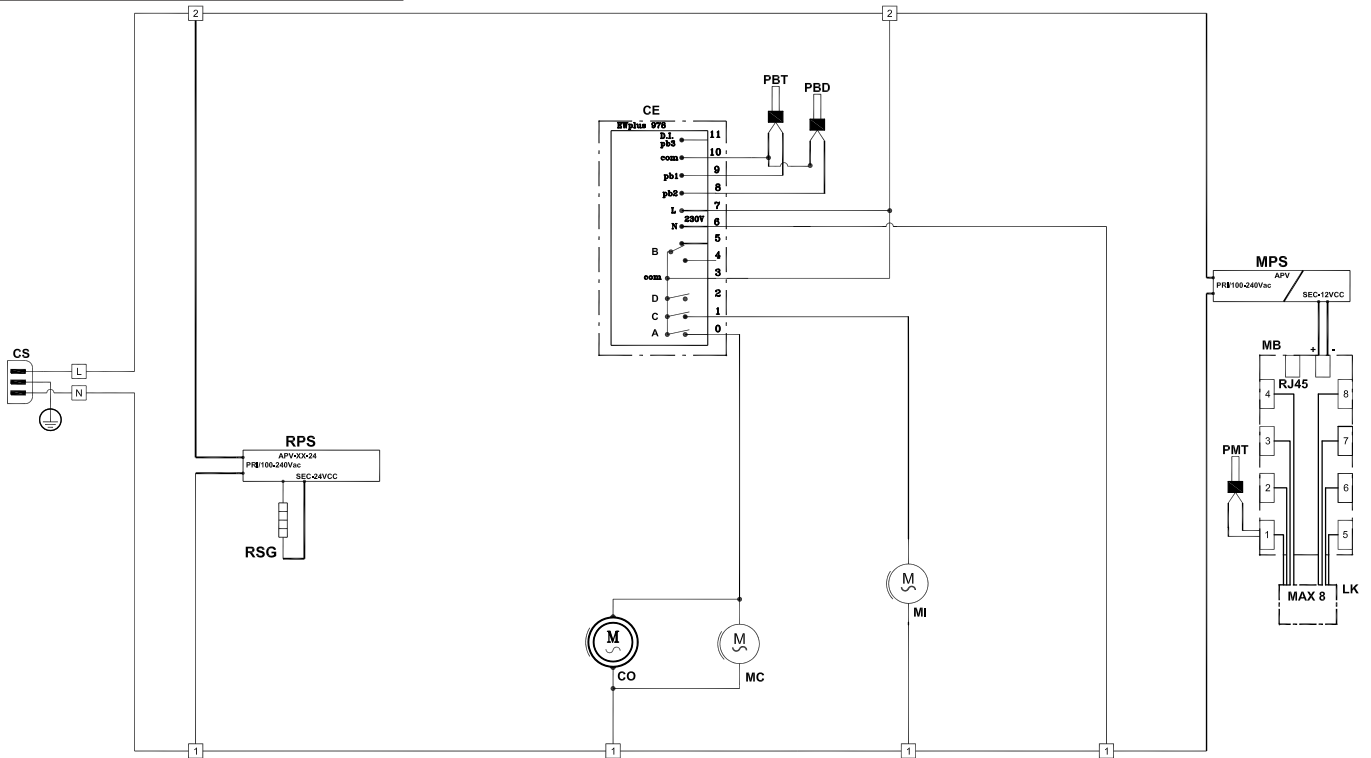 2
2
PBT
PBD
CE
EWplus 978
D.I. 11
pb3
com 10
pb1 9
pb2 8
L 7
230V
N 6
5
B
4
com 3
D 2
C 1
A 0
MPS
APV
PRI/100-240Vac
SEC-12VCC
CS
L
N
MB
+ -
RJ45
4 8
3 7
PMT
2 6
1 5
RPS
APV-XX-24
PRI/100-240Vac
SEC-24VCC
RSG
M
MI
MAX 8
LK
M
CO
M
MC
1
1
1
1